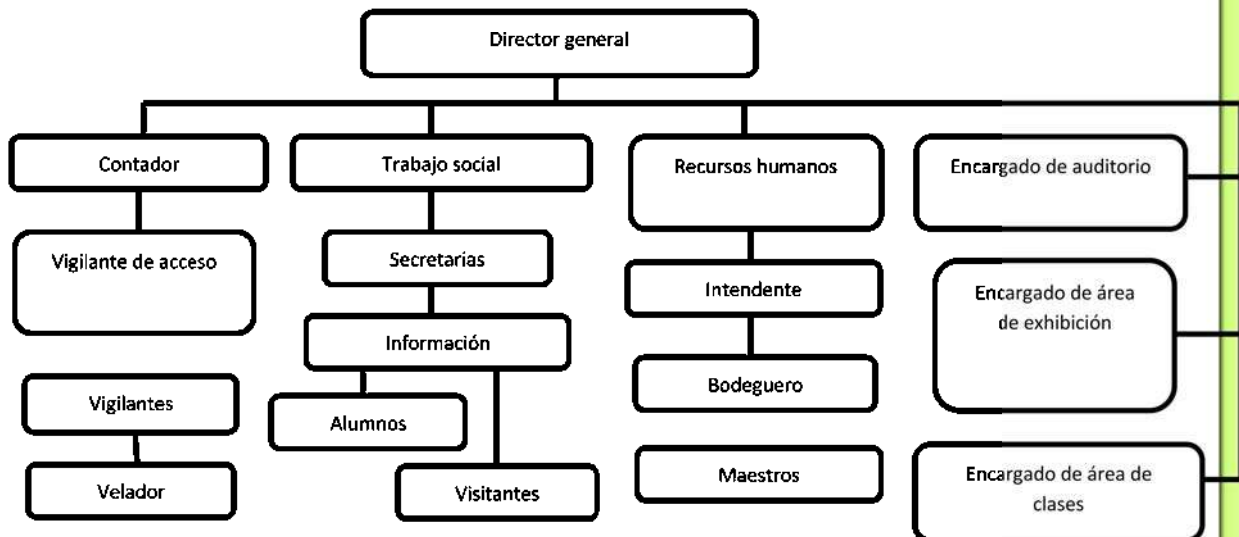 Director general
Contador
Trabajo social
Recursos humanos
Encargado de auditorio
Vigilante de acceso
Secretarias
Intendente
Encargado de área
de exhibición
Información
Bodeguero
Vigilantes
Alumnos
Maestros
Encargado de área de
clases
Velador
Visitantes